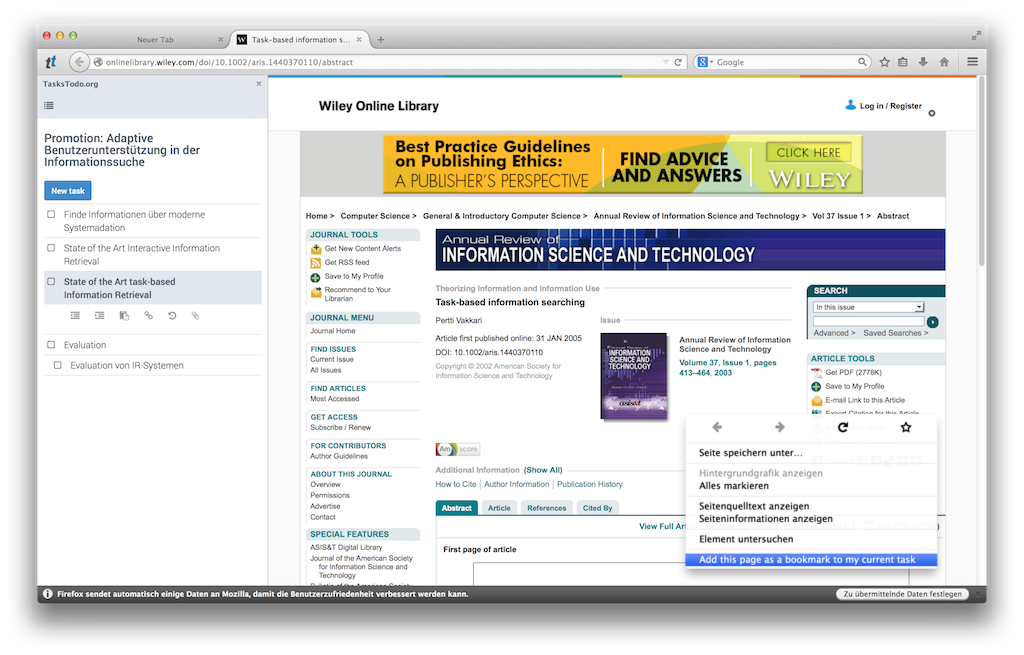 Neuer Tab
W Task-based information s...
tt
onlinelibrary.wiley.com/doi/10.1002/aris.1440370110/abstract
Google
TasksTodo.org
Promotion: Adaptive
Benutzerunterstützung in der
Informationssuche
New task
Finde Informationen über moderne
Systemadation
State of the Art Interactive Information
Retrieval
State of the Art task-based
Information Retrieval
Evaluation
Evaluation von IR-Systemen
Wiley Online Library
Log in / Register
Best Practice Guidelines
on Publishing Ethics:
A PUBLISHER'S PERSPECTIVE
FIND ADVICE
AND ANSWERS
CLICK HERE
WILEY
Home > Computer Science > General & Introductory Computer Science > Annual Review of Information Science and Technology > Vol 37 Issue 1 > Abstract
JOURNAL TOOLS
Get New Content Alerts
Get RSS feed
Save to My Profile
Recommend to Your
Librarian
JOURNAL MENU
Journal Home
FIND ISSUES
Current Issue
All Issues
FIND ARTICLES
Most Accessed
GET ACCESS
Subscribe / Renew
FOR CONTRIBUTORS
Author Guidelines
ABOUT THIS JOURNAL
Overview
Permissions
Advertise
Contact
SPECIAL FEATURES
ASIS&T Digital Library
Journal of the American Society
for Information Science and
Technology
Annual Review of
INFORMATION SCIENCE AND TECHNOLOGY
Theorizing Information and Information Use
Task-based information searching
Pertti Vakkari
Article first published online: 31 JAN 2005
DOI: 10.1002/aris.1440370110
Copyright © 2002 American Society for
Information Science and Technology
Issue
Annual Review of
INFORMATION
SCIENCE AND
TECHNOLOGY
asis&t
Annual Review of Information
Science and Technology
Volume 37, Issue 1, pages
413–464, 2003
Am score
Additional Information (Show All)
How to Cite Author Information Publication History
Abstract Article References Cited By
View Full Art
First page of article
SEARCH
In this issue
Advanced > Saved Searches >
ARTICLE TOOLS
Get PDF (2778K)
Save to My Profile
E-mail Link to this Article
Export Citation for this Article
Seite speichern unter...
Hintergrundgrafik anzeigen
Alles markieren
Seitenquelltext anzeigen
Seiteninformationen anzeigen
Element untersuchen
Add this page as a bookmark to my current task
Firefox sendet automatisch einige Daten an Mozilla, damit die Benutzerzufriedenheit verbessert werden kann.
Zu übermittelnde Daten festlegen